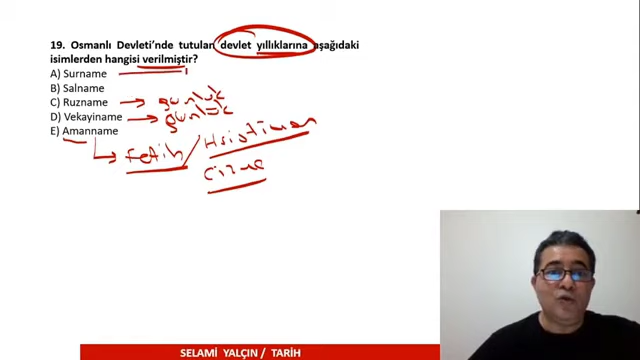 19. Osmanlı Devleti'nde tutulan devlet yıllıklarına aşağıdaki
isimlerden hangisi verilmiştir?
A) Surname
B) Salname
C) Ruzname → günlük
D) Vekayiname → günlük
E) Amanname
Fetih / Hristiyan
SELAMİ YALÇIN / TARİH